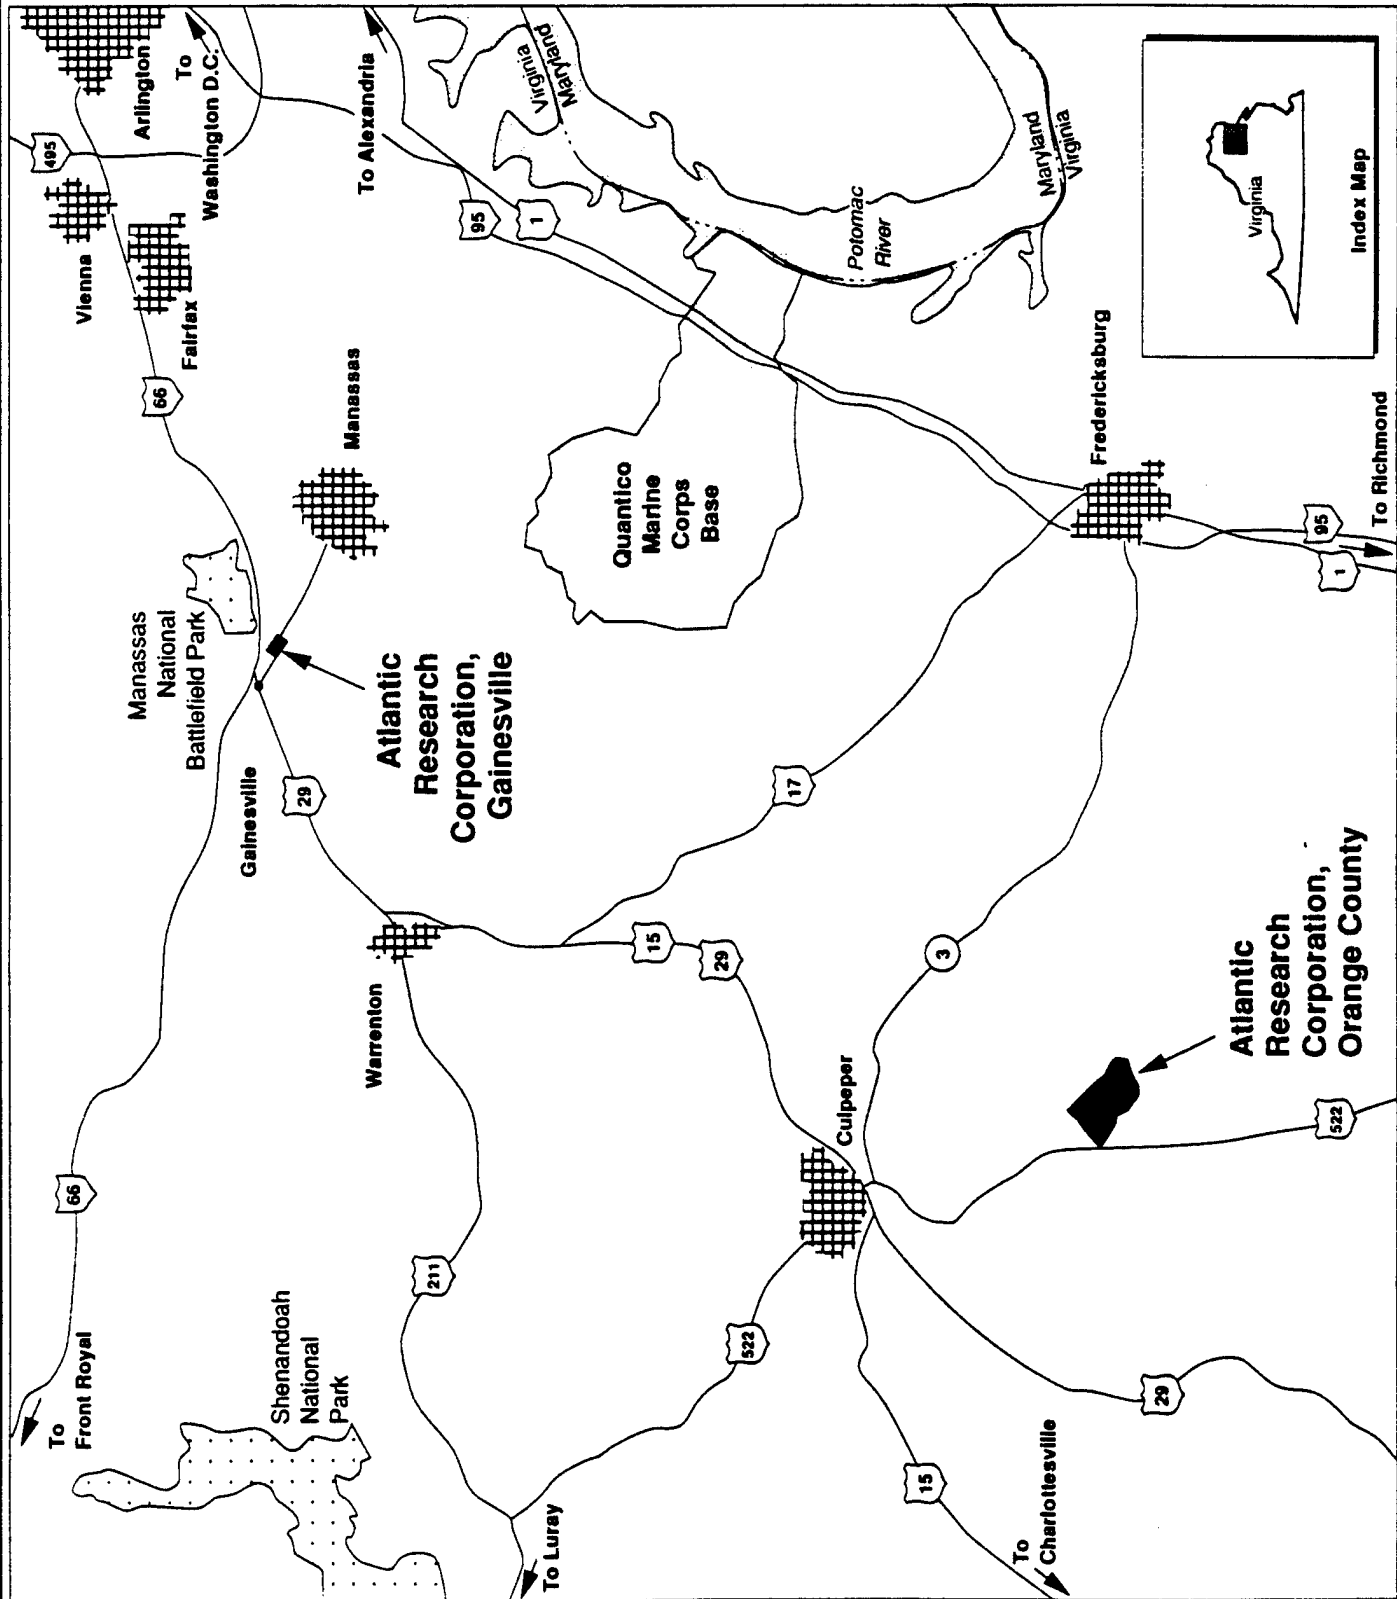 To
Front Royal
66
Shenandoah
National
Park
211
To Luray
522
Warrenton
Gainesville
29
Manassas
National
Battlefield Park
Atlantic
Research
Corporation,
Gainesville
66
Manassas
Fairfax
Vienna
495
Arlington
To
Washington D.C.
To Alexandria
95
1
Virginia
Maryland
Quantico
Marine
Corps
Base
Potomac
River
Maryland
Virginia
15
29
17
Culpeper
3
Fredericksburg
15
To
Charlottesville
29
522
Atlantic
Research
Corporation,
Orange County
1
95
To Richmond
Virginia
Index Map